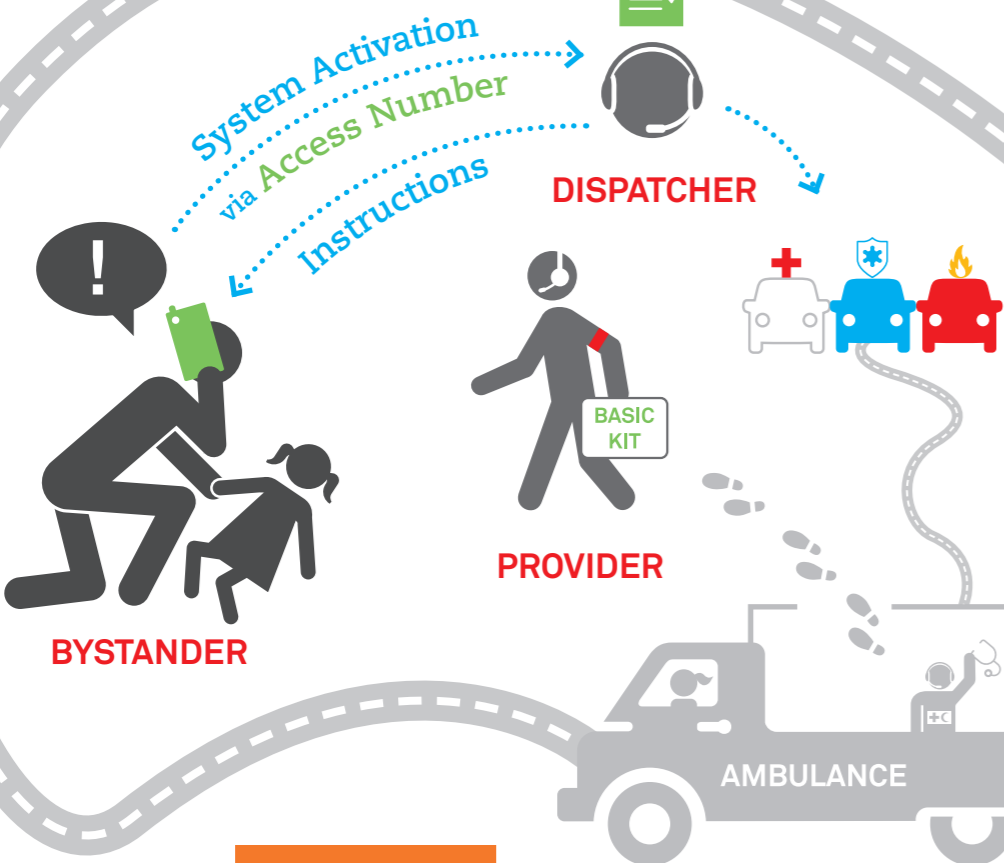 System Activation
via Access Number
Instructions
DISPATCHER
!
BASIC
KIT
PROVIDER
BYSTANDER
AMBULANCE